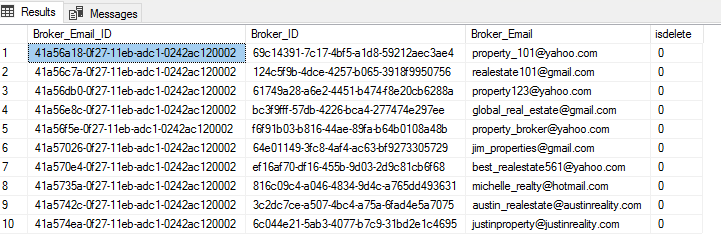 Results Messages
Broker_Email_ID Broker_ID Broker_Email isdelete
1 41a56a18-0f27-11eb-adc1-0242ac120002 69c14391-7c17-4bf5-a1d8-59212aec3ae4 property_101@yahoo.com 0
2 41a56c7a-0f27-11eb-adc1-0242ac120002 124c5f9b-4dce-4257-b065-3918f9950756 realestate101@gmail.com 0
3 41a56db0-0f27-11eb-adc1-0242ac120002 61749a28-a6e2-4451-b474-f8e20cb6288a property123@yahoo.com 0
4 41a56e8c-0f27-11eb-adc1-0242ac120002 bc3f9fff-57db-4226-bca4-277474e297ee global_real_estate@gmail.com 0
5 41a56f5e-0f27-11eb-adc1-0242ac120002 f6f91b03-b816-44ae-89fa-b64b0108a48b property_broker@yahoo.com 0
6 41a57026-0f27-11eb-adc1-0242ac120002 64e01149-3fc8-4af4-ac63-bf9273305729 jim_properties@gmail.com 0
7 41a570e4-0f27-11eb-adc1-0242ac120002 ef16af70-df16-455b-9d03-2d9c81cb6f68 best_realestate561@yahoo.com 0
8 41a5735a-0f27-11eb-adc1-0242ac120002 816c09c4-a046-4834-9d4c-a765dd493631 michelle_realty@hotmail.com 0
9 41a5742c-0f27-11eb-adc1-0242ac120002 3c2dc7ce-a507-4bc4-a75a-6fad4e5a7075 austin_realestate@austinreality.com 0
10 41a574ea-0f27-11eb-adc1-0242ac120002 6c044e21-5ab3-4077-b7c9-31bd2e1c4695 justinproperty@justinreality.com 0